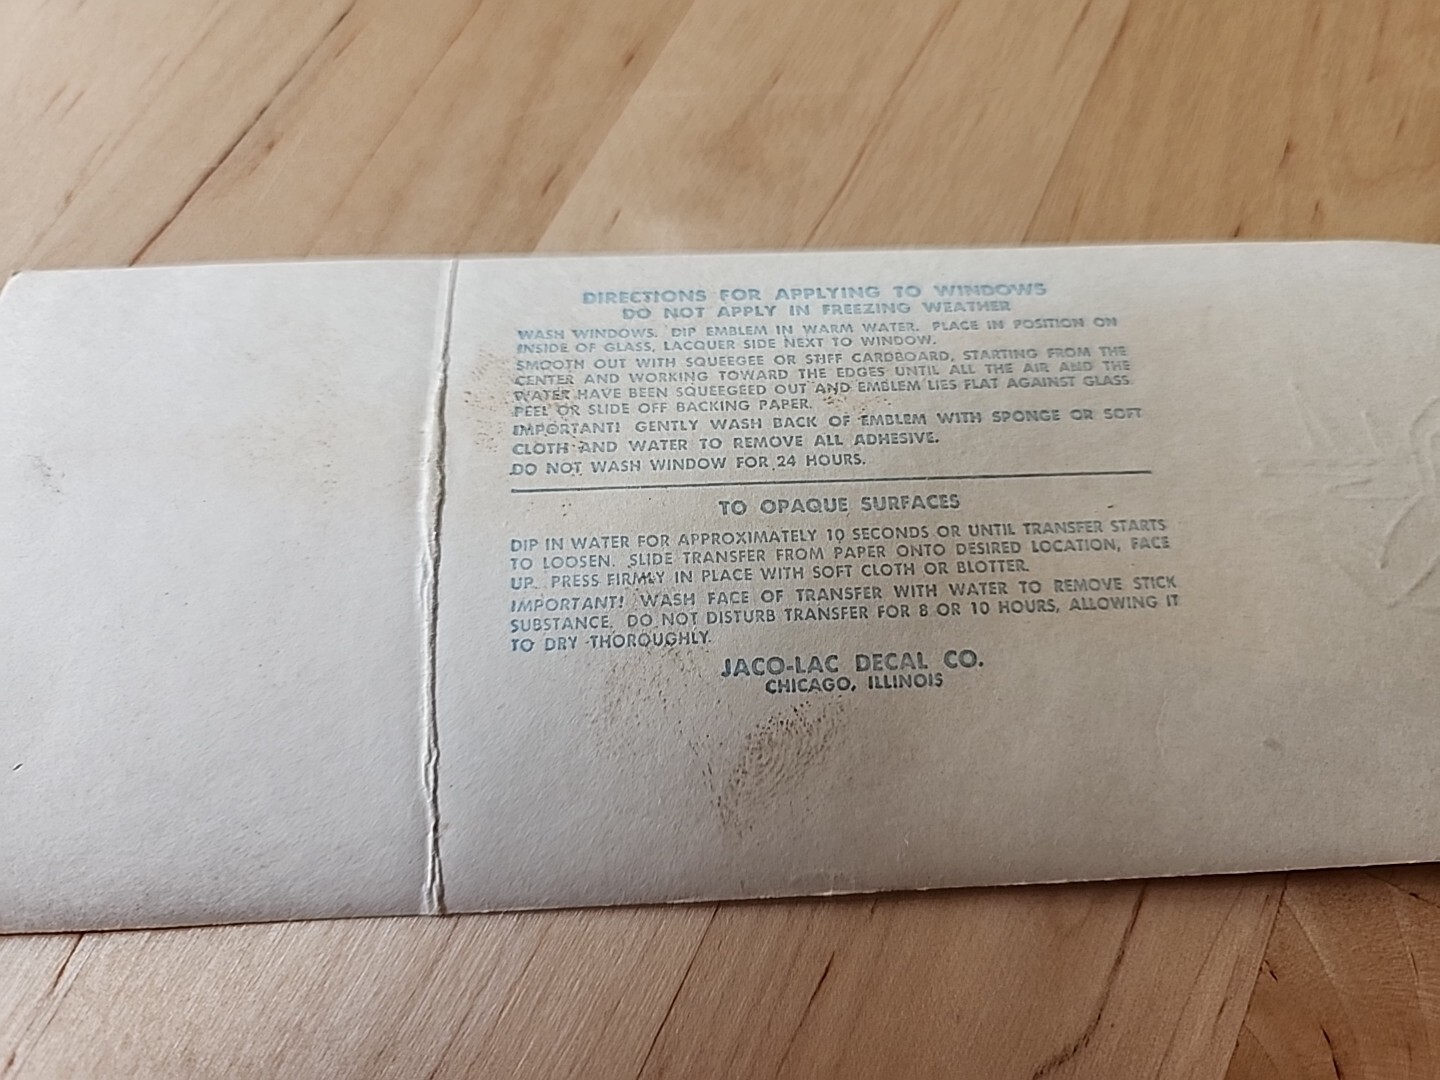 DIRECTIONS FOR APPLYING TO WINDOWS
DO NOT APPLY IN FREEZING WEATHER
WASH WINDOWS. DIP EMBLEM IN WARM WATER. PLACE IN POSITION ON
INSIDE OF GLASS, LACQUER SIDE NEXT TO WINDOW.
SMOOTH OUT WITH SQUEEGEE OR STIFF CARDBOARD, STARTING FROM THE
CENTER AND WORKING TOWARD THE EDGES UNTIL ALL THE AIR AND THE
WATER HAVE BEEN SQUEEGEED OUT AND EMBLEM LIES FLAT AGAINST GLASS
PEEL OR SLIDE OFF BACKING PAPER.
IMPORTANT! GENTLY WASH BACK OF EMBLEM WITH SPONGE OR SOFT
CLOTH AND WATER TO REMOVE ALL ADHESIVE.
DO NOT WASH WINDOW FOR 24 HOURS.
TO OPAQUE SURFACES
DIP IN WATER FOR APPROXIMATELY 10 SECONDS OR UNTIL TRANSFER STARTS
TO LOOSEN. SLIDE TRANSFER FROM PAPER ONTO DESIRED LOCATION, FACE
UP. PRESS FIRMLY IN PLACE WITH SOFT CLOTH OR BLOTTER.
IMPORTANT! WASH FACE OF TRANSFER WITH WATER TO REMOVE STICK
SUBSTANCE. DO NOT DISTURB TRANSFER FOR 8 OR 10 HOURS, ALLOWING IT
TO DRY THOROUGHLY.
JACO-LAC DECAL CO.
CHICAGO, ILLINOIS